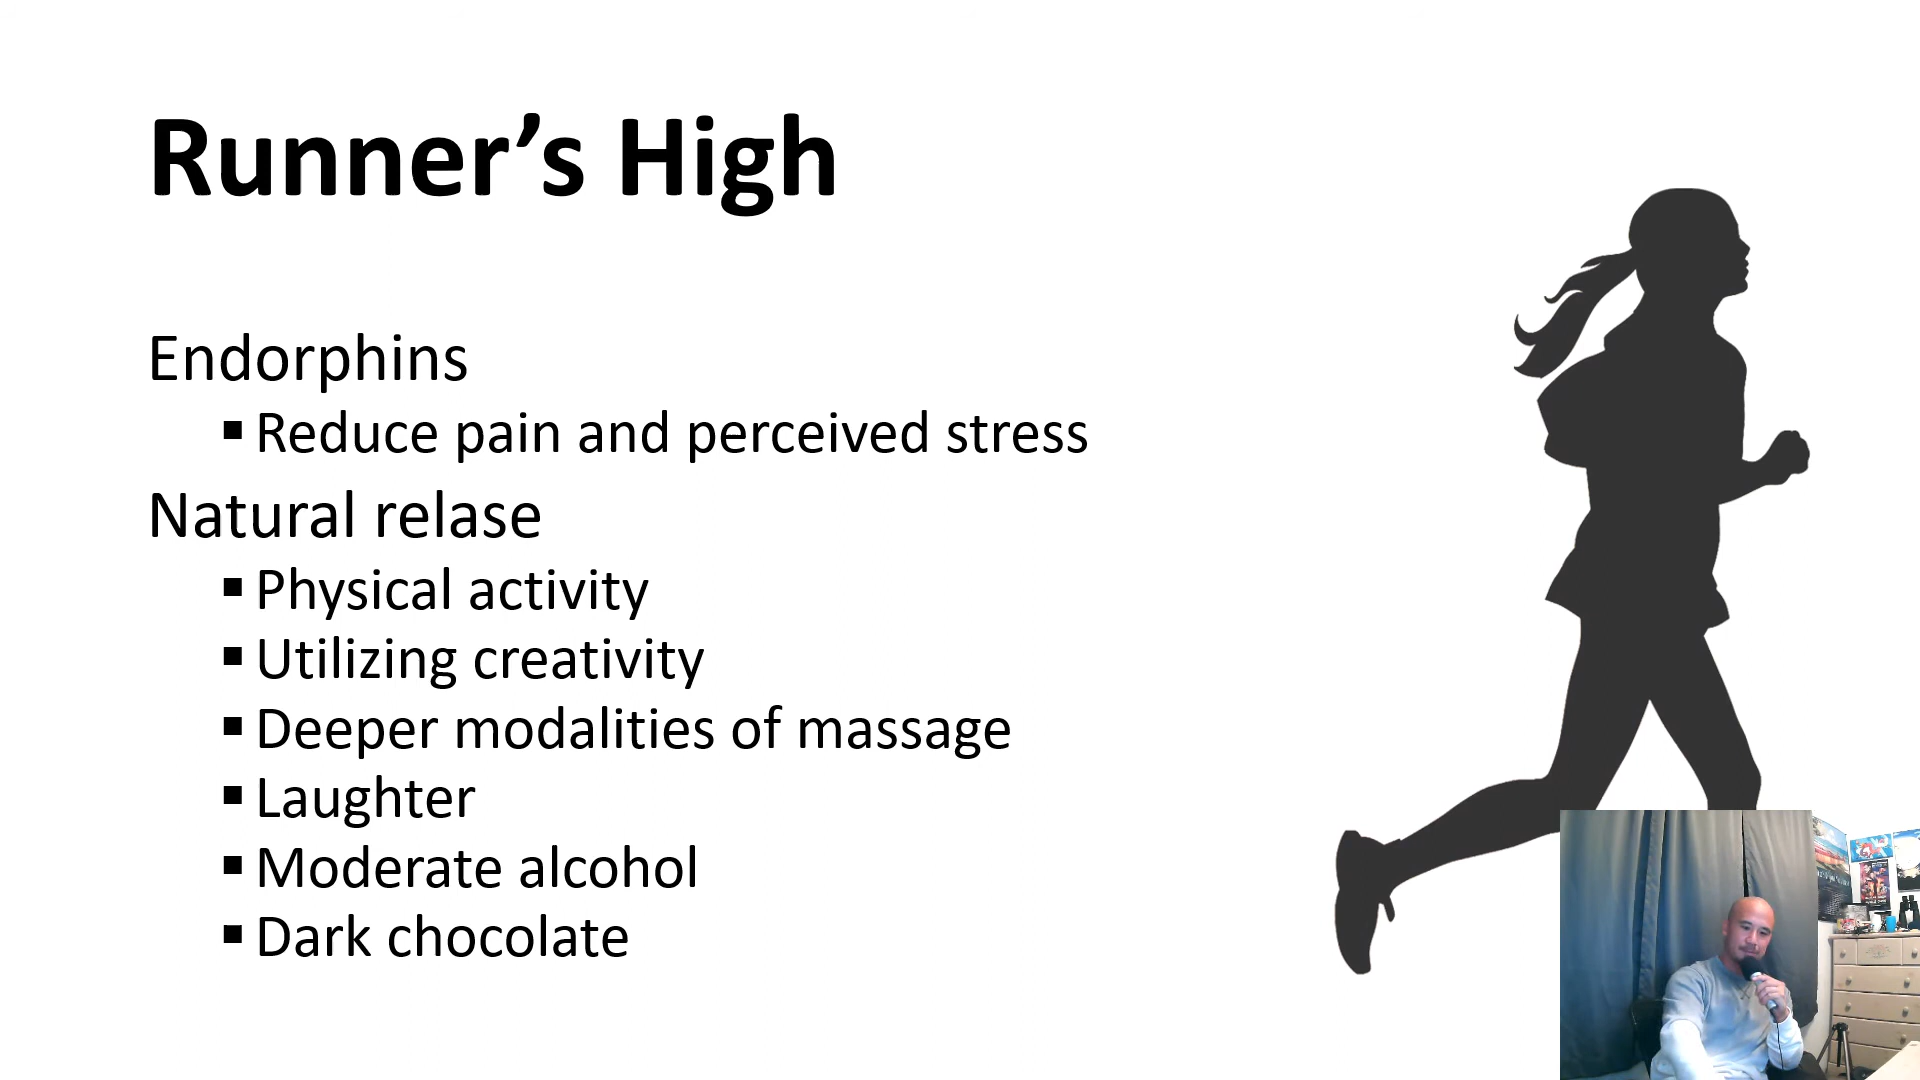 Runner’s High
Endorphins
▪ Reduce pain and perceived stress
Natural relase
▪ Physical activity
▪ Utilizing creativity
▪ Deeper modalities of massage
▪ Laughter
▪ Moderate alcohol
▪ Dark chocolate